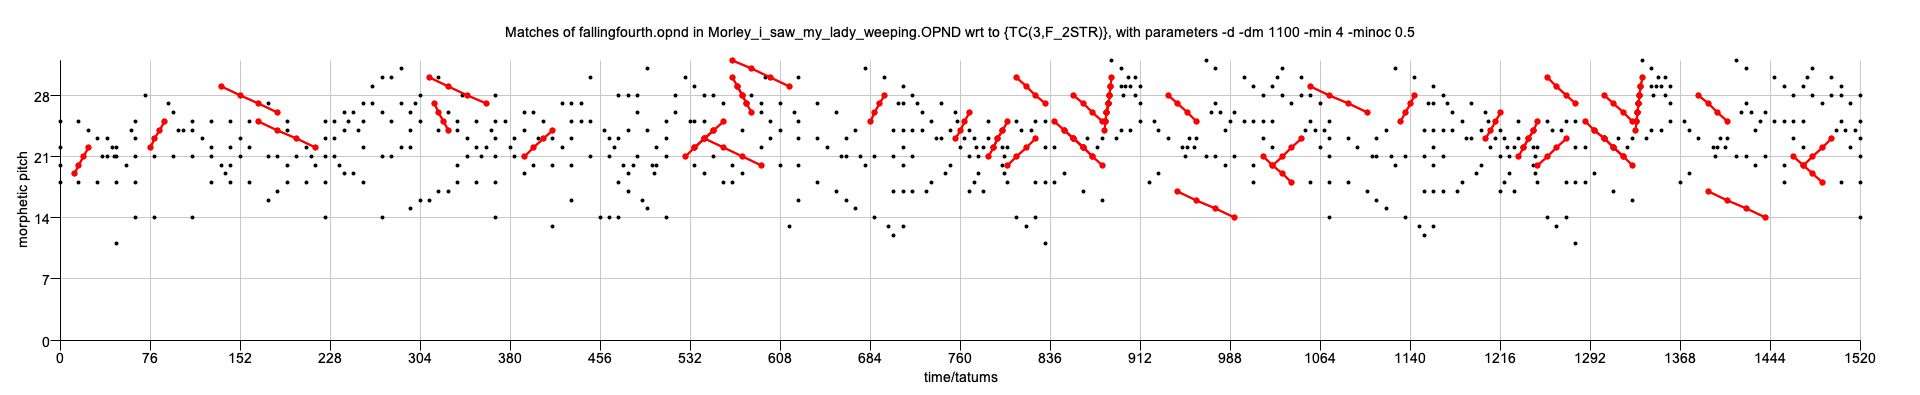 Matches of fallingfourth.opnd in Morley_i_saw_my_lady_weeping.OPND wrt to {TC(3,F_2STR)}, with parameters -d -dm 1100 -min 4 -minoc 0.5
morphetic pitch
28
21
14
7
0
0 76 152 228 304 380 456 532 608 684 760 836 912 988 1064 1140 1216 1292 1368 1444 1520
time/tatums